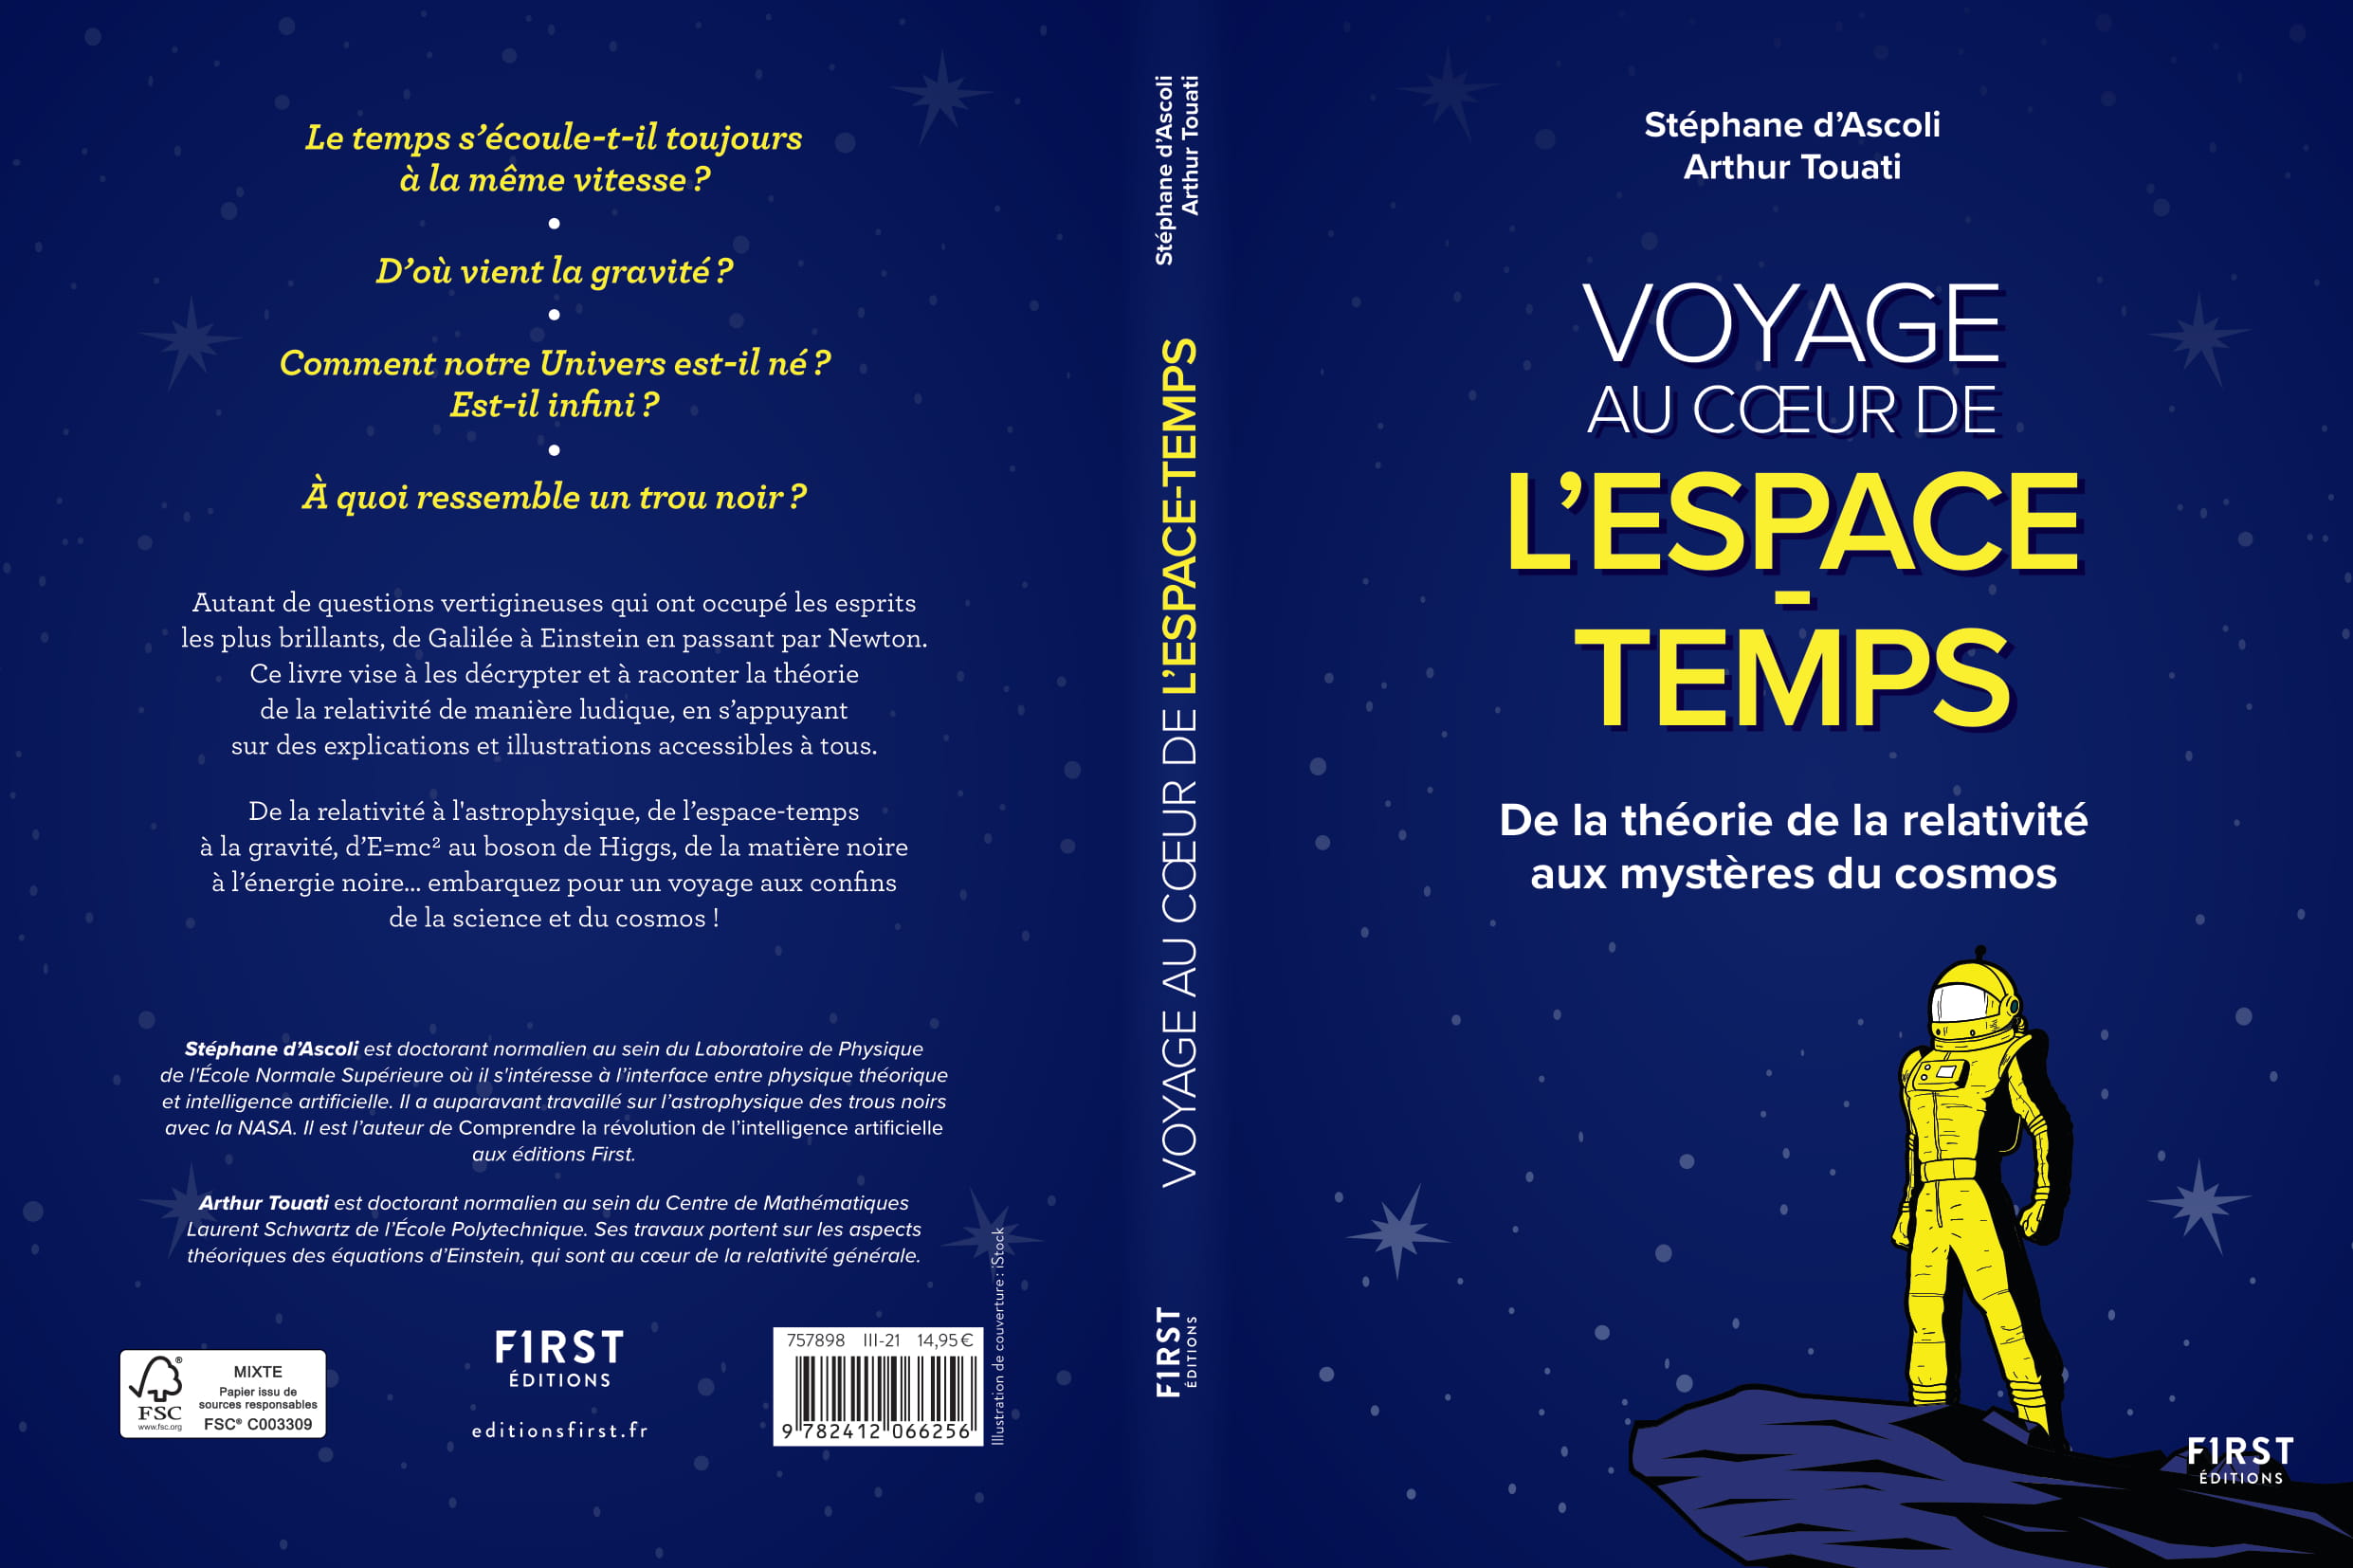 Le temps s’écoule-t-il toujours
à la même vitesse ?
•
D’où vient la gravité ?
•
Comment notre Univers est-il né ?
Est-il infini ?
•
À quoi ressemble un trou noir ?
Autant de questions vertigineuses qui ont occupé les esprits
les plus brillants, de Galilée à Einstein en passant par Newton.
Ce livre vise à les décrypter et à raconter la théorie
de la relativité de manière ludique, en s’appuyant
sur des explications et illustrations accessibles à tous.
De la relativité à l'astrophysique, de l’espace-temps
à la gravité, d’E=mc² au boson de Higgs, de la matière noire
à l’énergie noire... embarquez pour un voyage aux confins
de la science et du cosmos !
Stéphane d’Ascoli est doctorant normalien au sein du Laboratoire de Physique
de l'École Normale Supérieure où il s'intéresse à l’interface entre physique théorique
et intelligence artificielle. Il a auparavant travaillé sur l’astrophysique des trous noirs
avec la NASA. Il est l’auteur de Comprendre la révolution de l’intelligence artificielle
aux éditions First.
Arthur Touati est doctorant normalien au sein du Centre de Mathématiques
Laurent Schwartz de l’École Polytechnique. Ses travaux portent sur les aspects
théoriques des équations d’Einstein, qui sont au cœur de la relativité générale.
FSC®
www.fsc.org
MIXTE
Papier issu de
sources responsables
FSC® C003309
F1RST
ÉDITIONS
editionsfirst.fr
757898 III-21 14,95 €
9 782412 066256
Illustration de couverture : iStock
Stéphane d’Ascoli
Arthur Touati
VOYAGE AU CŒUR DE L’ESPACE-TEMPS
F1RST
ÉDITIONS
Stéphane d’Ascoli
Arthur Touati
VOYAGE
AU CŒUR DE
L’ESPACE
-
TEMPS
De la théorie de la relativité
aux mystères du cosmos
F1RST
ÉDITIONS